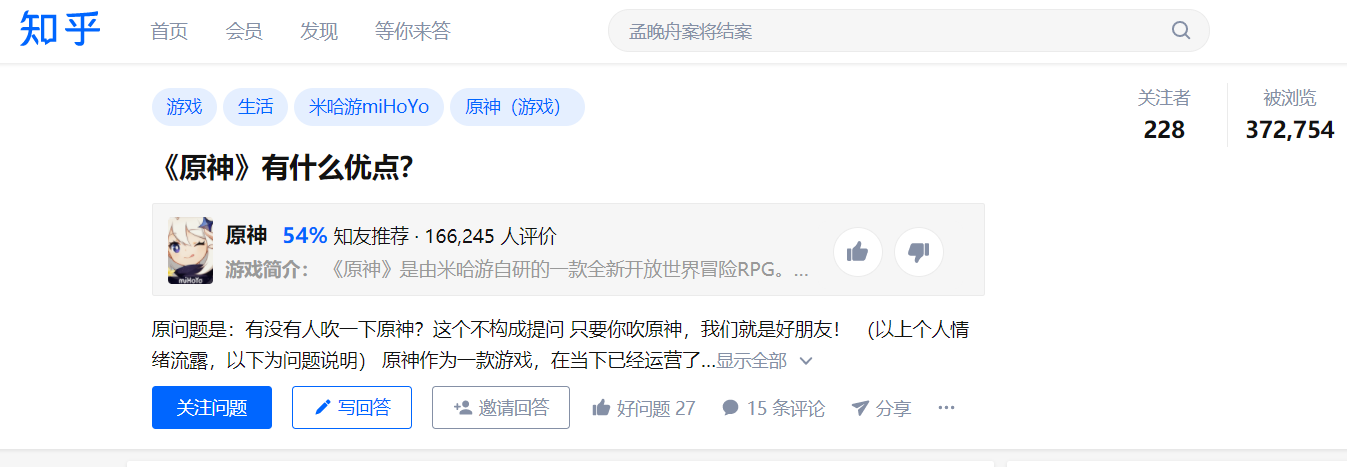 知乎 首页 会员 发现 等你来答 孟晚舟案将结案
游戏 生活 米哈游miHoYo 原神（游戏）
关注者 被浏览
228 372,754
《原神》有什么优点？
原神 54% 知友推荐 · 166,245 人评价
游戏简介： 《原神》是由米哈游自研的一款全新开放世界冒险RPG。...
miHoYo
原问题是：有没有人吹一下原神？这个不构成提问 只要你吹原神，我们就是好朋友！ （以上个人情
绪流露，以下为问题说明） 原神作为一款游戏，在当下已经运营了...显示全部
关注问题 写回答 邀请回答 好问题 27 15 条评论 分享 ···